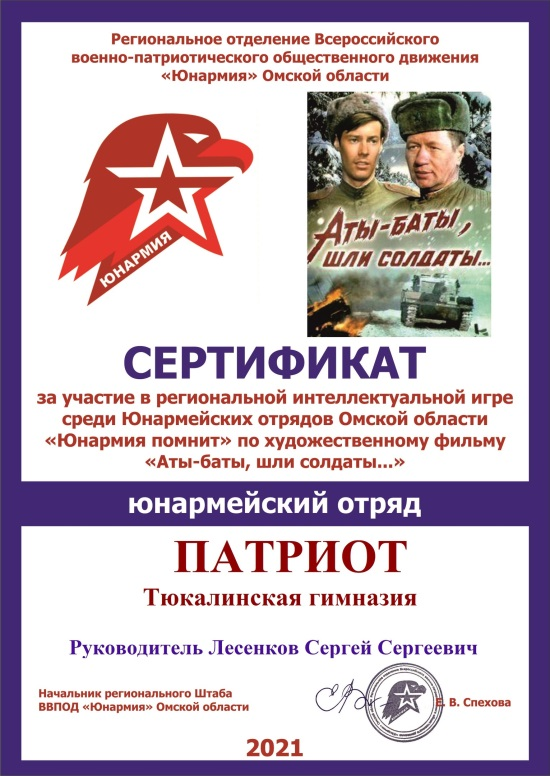 Региональное отделение Всероссийского
военно-патриотического общественного движения
«Юнармия» Омской области
ЮНАРМИЯ
Аты-баты,
шли солдаты...
СЕРТИФИКАТ
за участие в региональной интеллектуальной игре
среди Юнармейских отрядов Омской области
«Юнармия помнит» по художественному фильму
«Аты-баты, шли солдаты...»
юнармейский отряд
ПАТРИОТ
Тюкалинская гимназия
Руководитель Лесенков Сергей Сергеевич
Начальник регионального Штаба
ВВПОД «Юнармия» Омской области
Е. В. Спехова
2021